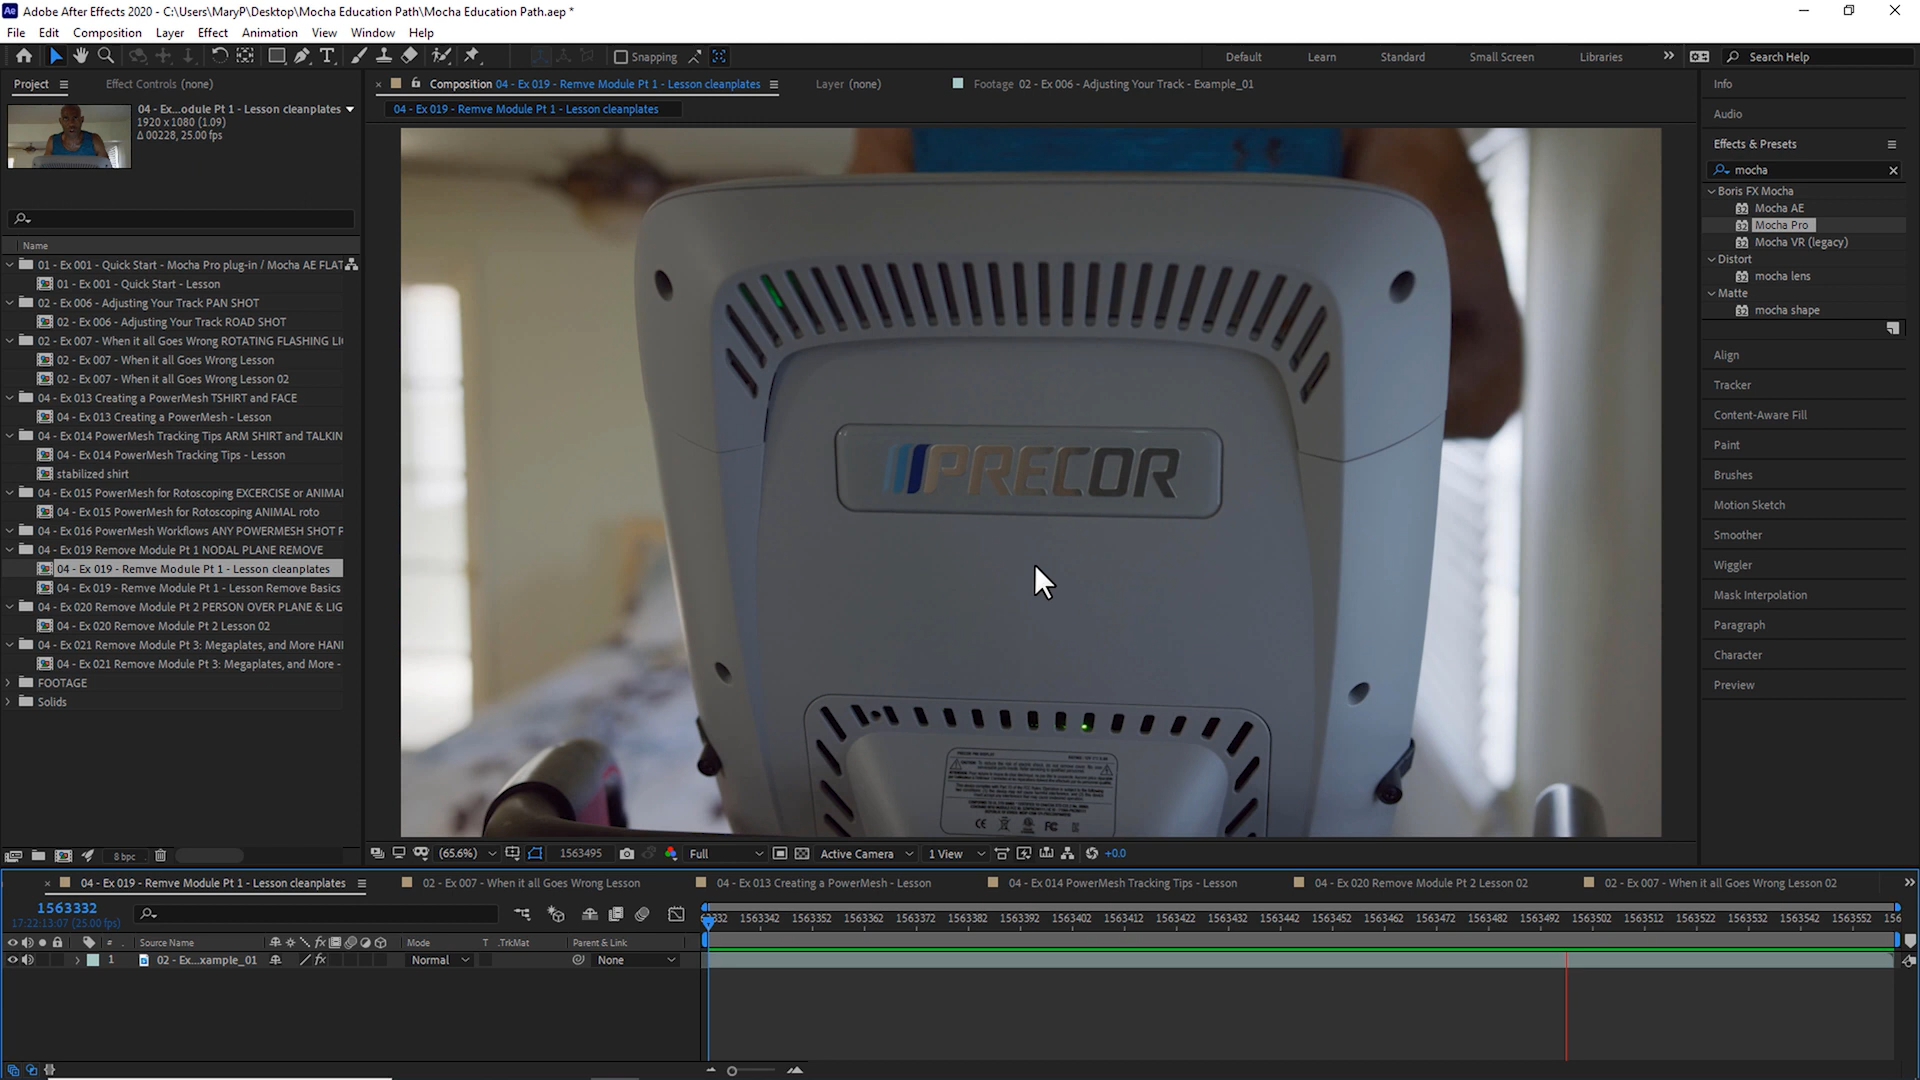 Adobe After Effects 2020 - C:\Users\MaryP\Desktop\Mocha Education Path\Mocha Education Path.aep *
File Edit Composition Layer Effect Animation View Window Help
Snapping
Default Learn Standard Small Screen Libraries
Search Help
Project
Effect Controls (none)
Composition 04 - Ex 019 - Remve Module Pt 1 - Lesson cleanplates
Layer (none)
Footage 02 - Ex 006 - Adjusting Your Track - Example_01
04 - Ex 019 - Remve Module Pt 1 - Lesson cleanplates
04 - Ex...odule Pt 1 - Lesson cleanplates
1920 x 1080 (1.09)
Δ 00228, 25.00 fps
Name
01 - Ex 001 - Quick Start - Mocha Pro plug-in / Mocha AE FLAT
01 - Ex 001 - Quick Start - Lesson
02 - Ex 006 - Adjusting Your Track PAN SHOT
02 - Ex 006 - Adjusting Your Track ROAD SHOT
02 - Ex 007 - When it all Goes Wrong ROTATING FLASHING LI
02 - Ex 007 - When it all Goes Wrong Lesson
02 - Ex 007 - When it all Goes Wrong Lesson 02
04 - Ex 013 Creating a PowerMesh TSHIRT and FACE
04 - Ex 013 Creating a PowerMesh - Lesson
04 - Ex 014 PowerMesh Tracking Tips ARM SHIRT and TALKIN
04 - Ex 014 PowerMesh Tracking Tips - Lesson
stabilized shirt
04 - Ex 015 PowerMesh for Rotoscoping EXCERCISE or ANIMA
04 - Ex 015 PowerMesh for Rotoscoping ANIMAL roto
04 - Ex 016 PowerMesh Workflows ANY POWERMESH SHOT F
04 - Ex 019 Remove Module Pt 1 NODAL PLANE REMOVE
04 - Ex 019 - Remve Module Pt 1 - Lesson cleanplates
04 - Ex 019 - Remve Module Pt 1 - Lesson Remove Basics
04 - Ex 020 Remove Module Pt 2 PERSON OVER PLANE & LIG
04 - Ex 020 Remove Module Pt 2 Lesson 02
04 - Ex 021 Remove Module Pt 3: Megaplates, and More HANI
04 - Ex 021 Remove Module Pt 3: Megaplates, and More -
FOOTAGE
Solids
8 bpc
PRECOR
CE
FC
(65.6%)
1563495
Full
Active Camera
1 View
+0.0
Info
Audio
Effects & Presets
mocha
Boris FX Mocha
32 Mocha AE
32 Mocha Pro
32 Mocha VR (legacy)
Distort
32 mocha lens
Matte
32 mocha shape
Align
Tracker
Content-Aware Fill
Paint
Brushes
Motion Sketch
Smoother
Wiggler
Mask Interpolation
Paragraph
Character
Preview
04 - Ex 019 - Remve Module Pt 1 - Lesson cleanplates
02 - Ex 007 - When it all Goes Wrong Lesson
04 - Ex 013 Creating a PowerMesh - Lesson
04 - Ex 014 PowerMesh Tracking Tips - Lesson
04 - Ex 020 Remove Module Pt 2 Lesson 02
02 - Ex 007 - When it all Goes Wrong Lesson 02
1563332
17:22:13:07 (25.00 fps)
3332 1563342 1563352 1563362 1563372 1563382 1563392 1563402 1563412 1563422 1563432 1563442 1563452 1563462 1563472 1563482 1563492 1563502 1563512 1563522 1563532 1563542 1563552 156
# Source Name fx Mode T .TrkMat Parent & Link
1 02 - Ex...xample_01 fx Normal None